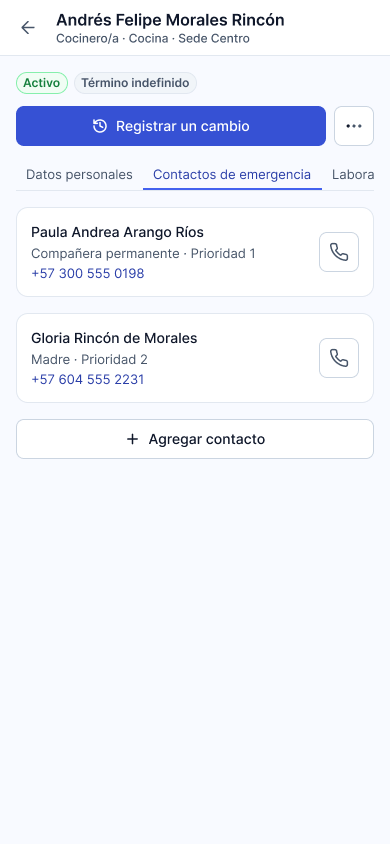 Andrés Felipe Morales Rincón
Cocinero/a · Cocina · Sede Centro
Activo Término indefinido
Registrar un cambio
Datos personales Contactos de emergencia Labora
Paula Andrea Arango Ríos
Compañera permanente · Prioridad 1
+57 300 555 0198
Gloria Rincón de Morales
Madre · Prioridad 2
+57 604 555 2231
Agregar contacto